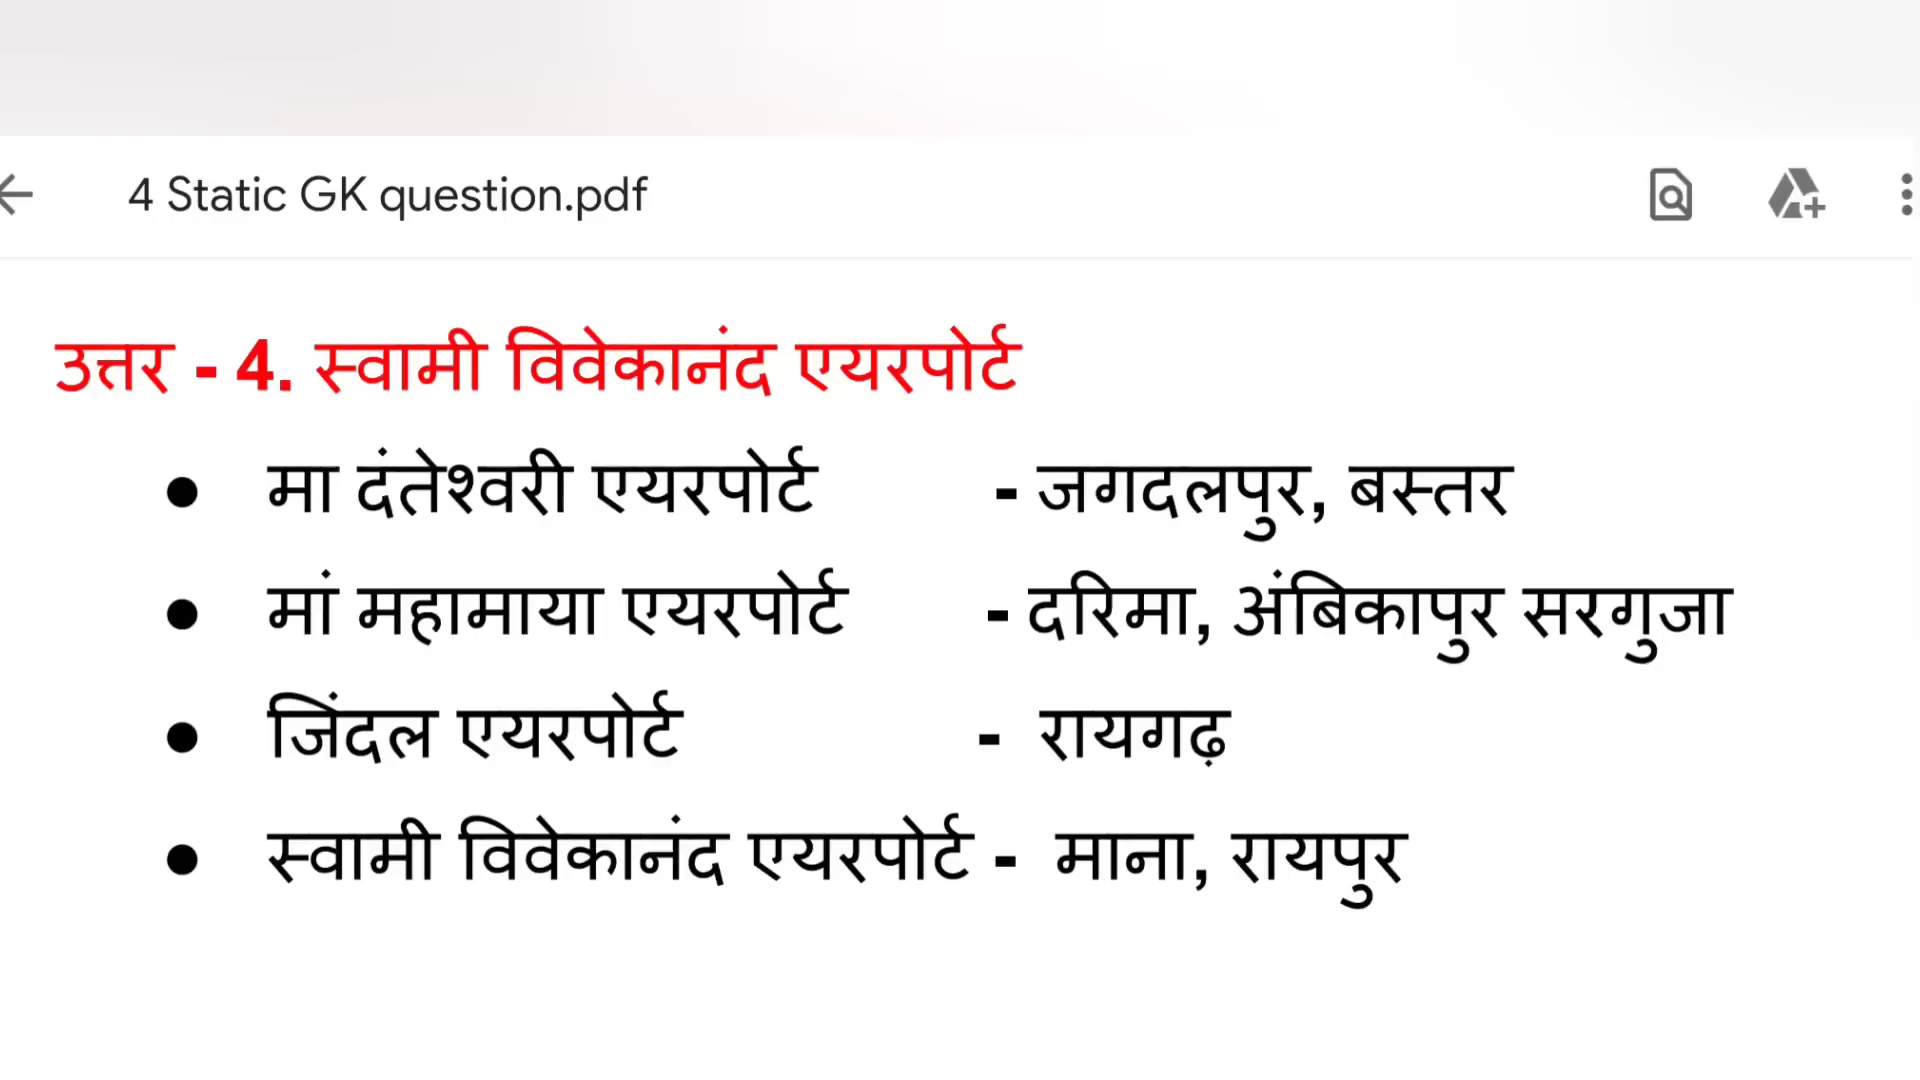 4 Static GK question.pdf
उत्तर - 4. स्वामी विवेकानंद एयरपोर्ट
● मा दंतेश्वरी एयरपोर्ट - जगदलपुर, बस्तर
● मां महामाया एयरपोर्ट - दरिमा, अंबिकापुर सरगुजा
● जिंदल एयरपोर्ट - रायगढ़
● स्वामी विवेकानंद एयरपोर्ट - माना, रायपुर